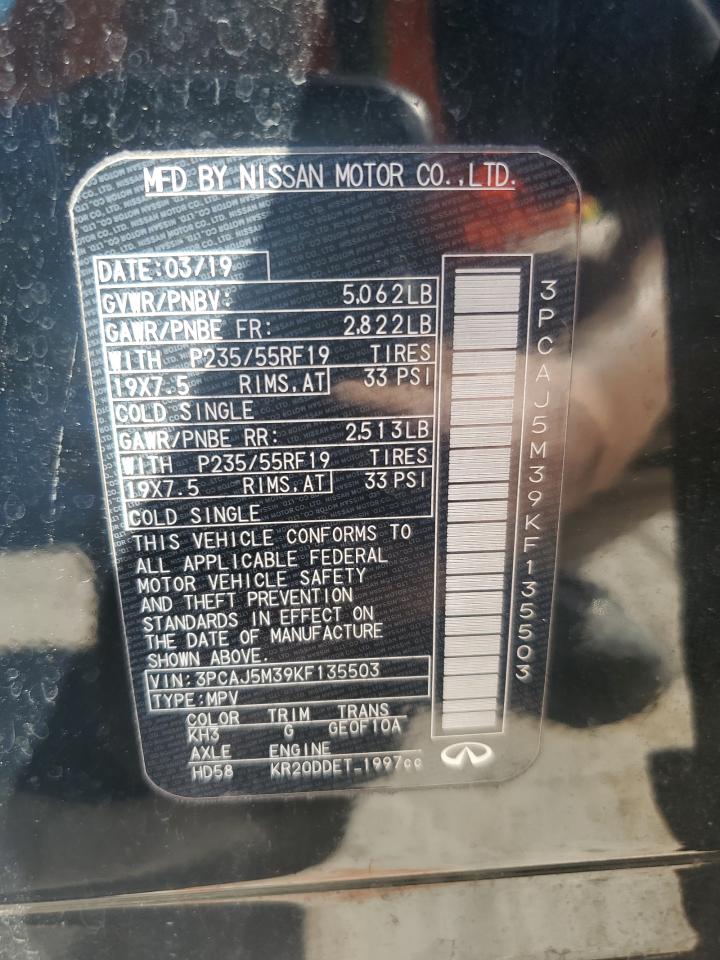 MFD BY NISSAN MOTOR CO.,LTD.
DATE:03/19
GVWR/PNBV: 5,062LB
GAWR/PNBE FR: 2,822LB
WITH P235/55RF19 TIRES
19X7.5 RIMS,AT 33 PSI
COLD SINGLE
GAWR/PNBE RR: 2,513LB
WITH P235/55RF19 TIRES
19X7.5 RIMS,AT 33 PSI
COLD SINGLE
THIS VEHICLE CONFORMS TO
ALL APPLICABLE FEDERAL
MOTOR VEHICLE SAFETY
AND THEFT PREVENTION
STANDARDS IN EFFECT ON
THE DATE OF MANUFACTURE
SHOWN ABOVE.
VIN: 3PCAJ5M39KF135503
TYPE:MPV
COLOR TRIM TRANS
KH3 G GE0F10A
AXLE ENGINE
HD58 KR20DDET-1997cc
3PCAJ5M39KF135503